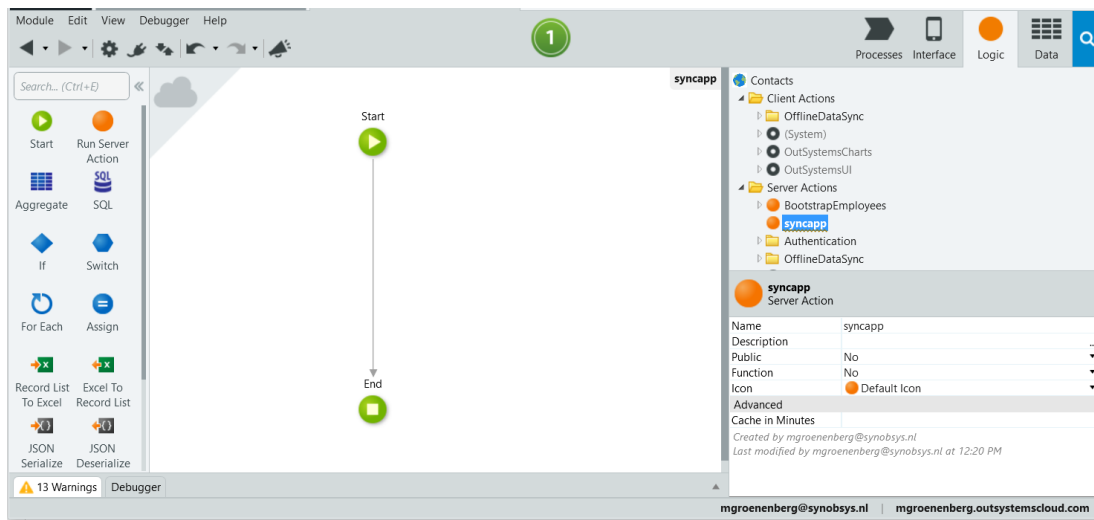 Module Edit View Debugger Help
1
Processes Interface Logic Data
Search... (Ctrl+E)
Start Run Server Action
Aggregate SQL
If Switch
For Each Assign
Record List To Excel Excel To Record List
JSON Serialize JSON Deserialize
syncapp
Start
End
Contacts
Client Actions
OfflineDataSync
(System)
OutSystemsCharts
OutSystemsUI
Server Actions
BootstrapEmployees
syncapp
Authentication
OfflineDataSync
syncapp
Server Action
Name syncapp
Description ...
Public No
Function No
Icon Default Icon
Advanced
Cache in Minutes
Created by mgroenenberg@synobsys.nl
Last modified by mgroenenberg@synobsys.nl at 12:20 PM
13 Warnings Debugger
mgroenenberg@synobsys.nl | mgroenenberg.outsystemscloud.com